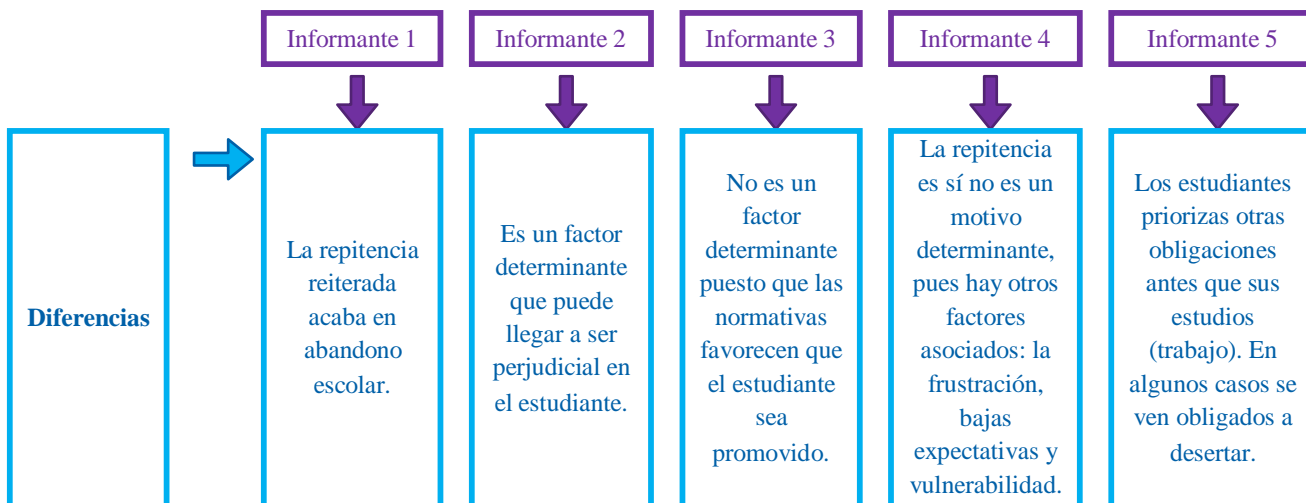 Informante 1
Informante 2
Informante 3
Informante 4
Informante 5
Diferencias
La repitencia
reiterada
acaba en
abandono
escolar.
Es un factor
determinante
que puede
llegar a ser
perjudicial en
el estudiante.
No es un
factor
determinante
puesto que las
normativas
favorecen que
el estudiante
sea
promovido.
La repitencia
es sí no es un
motivo
determinante,
pues hay otros
factores
asociados: la
frustración,
bajas
expectativas y
vulnerabilidad.
Los estudiantes
priorizas otras
obligaciones
antes que sus
estudios
(trabajo). En
algunos casos se
ven obligados a
desertar.